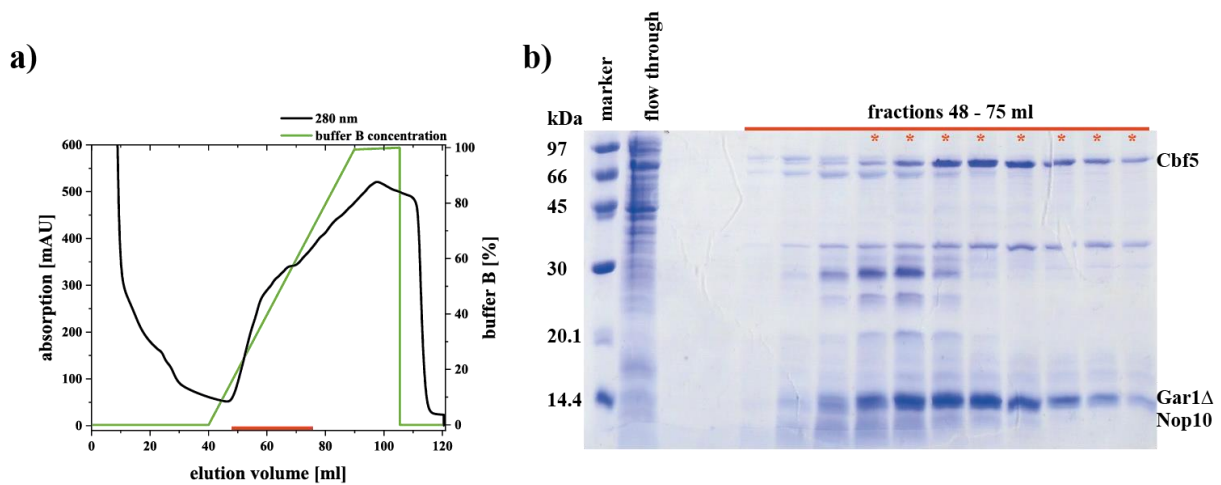 a)
280 nm
buffer B concentration
600
500
400
300
200
100
0
absorption [mAU]
100
80
60
40
20
0
buffer B [%]
0 20 40 60 80 100 120
elution volume [ml]
b)
kDa
marker
flow through
fractions 48 - 75 ml
* * * * * * * *
97
66
45
30
20.1
14.4
Cbf5
Gar1Δ
Nop10